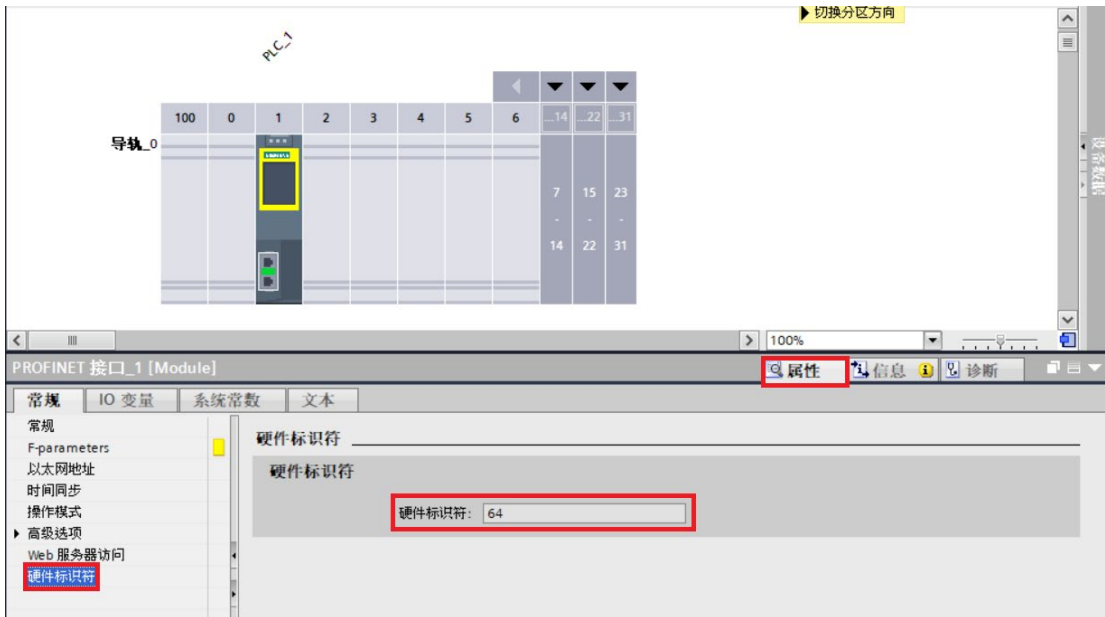 切换分区方向
PLC_1
100 0 1 2 3 4 5 6 ...14 ...22 ...31
导轨_0
SIEMENS
7 15 23
- - -
14 22 31
设备数据
100%
PROFINET 接口_1 [Module]
属性 信息 诊断
常规 IO 变量 系统常数 文本
常规
F-parameters
以太网地址
时间同步
操作模式
高级选项
Web 服务器访问
硬件标识符
硬件标识符
硬件标识符
硬件标识符: 64